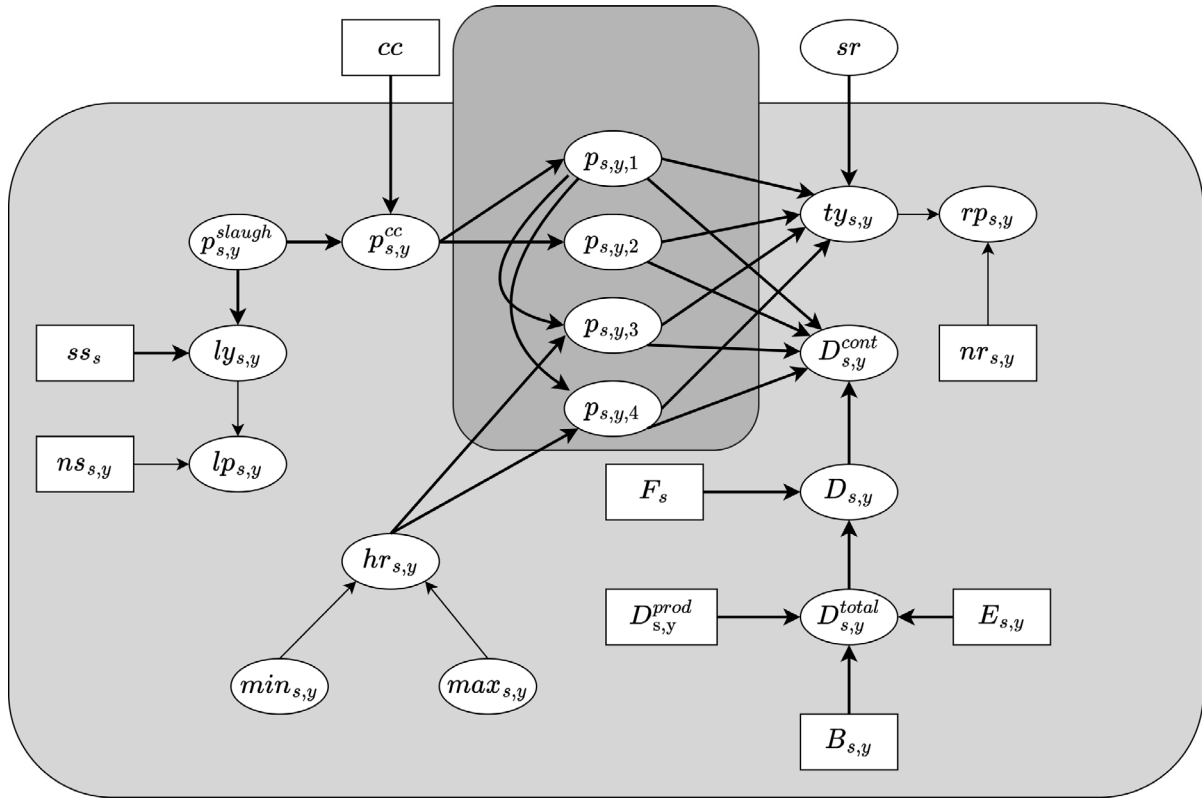 cc
sr
p_{s,y,1}
p^{slaugh}_{s,y}
p^{cc}_{s,y}
p_{s,y,2}
ty_{s,y}
rp_{s,y}
ss_s
ly_{s,y}
p_{s,y,3}
D^{cont}_{s,y}
nr_{s,y}
p_{s,y,4}
ns_{s,y}
lp_{s,y}
F_s
D_{s,y}
hr_{s,y}
D^{prod}_{s,y}
D^{total}_{s,y}
E_{s,y}
min_{s,y}
max_{s,y}
B_{s,y}